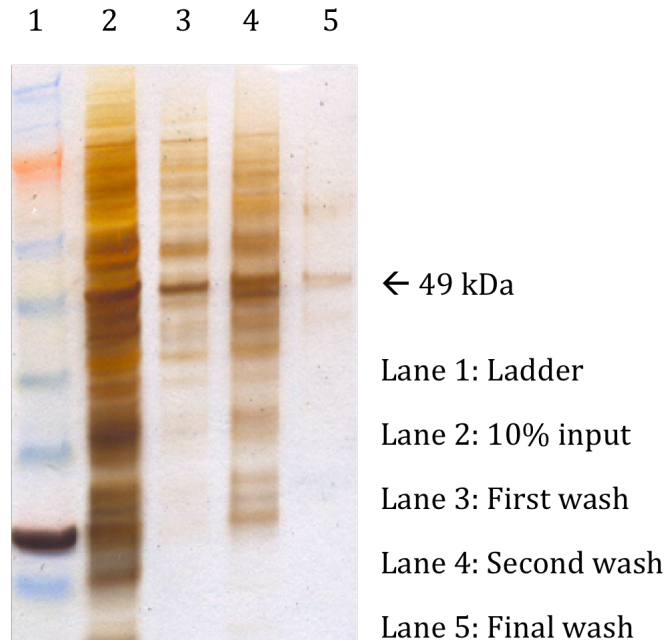 1 2 3 4 5
← 49 kDa
Lane 1: Ladder
Lane 2: 10% input
Lane 3: First wash
Lane 4: Second wash
Lane 5: Final wash